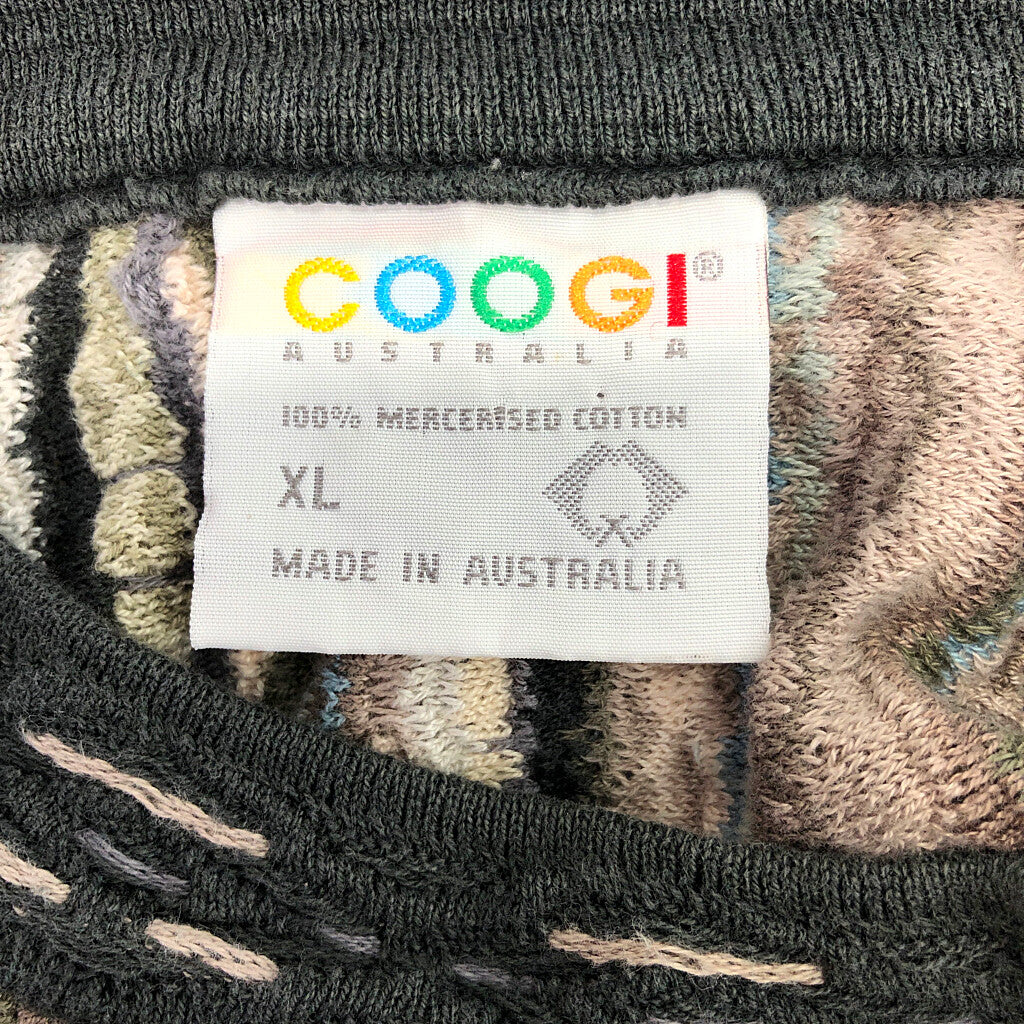 COOGI®
AUSTRALIA
100% MERCERISED COTTON
XL
MADE IN AUSTRALIA